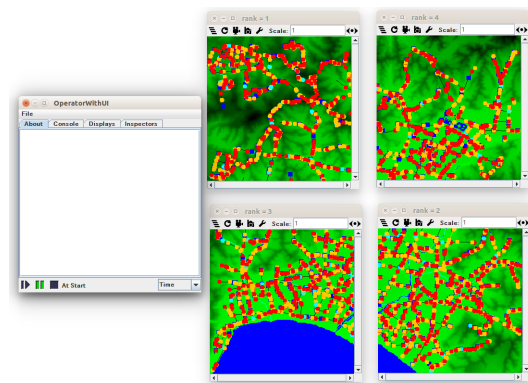 rank = 1
Scale: 1
rank = 4
Scale: 1
OperatorWithUI
File
About Console Displays Inspectors
At Start
Time
rank = 3
Scale: 1
rank = 2
Scale: 1